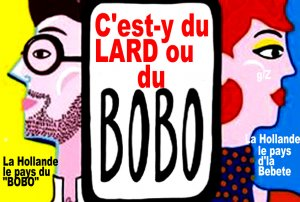 C'est-y du
LARD ou
du
BOBO
La Hollande
le pays du
"BOBO"
La Hollande
le pays
d'la
Bebete